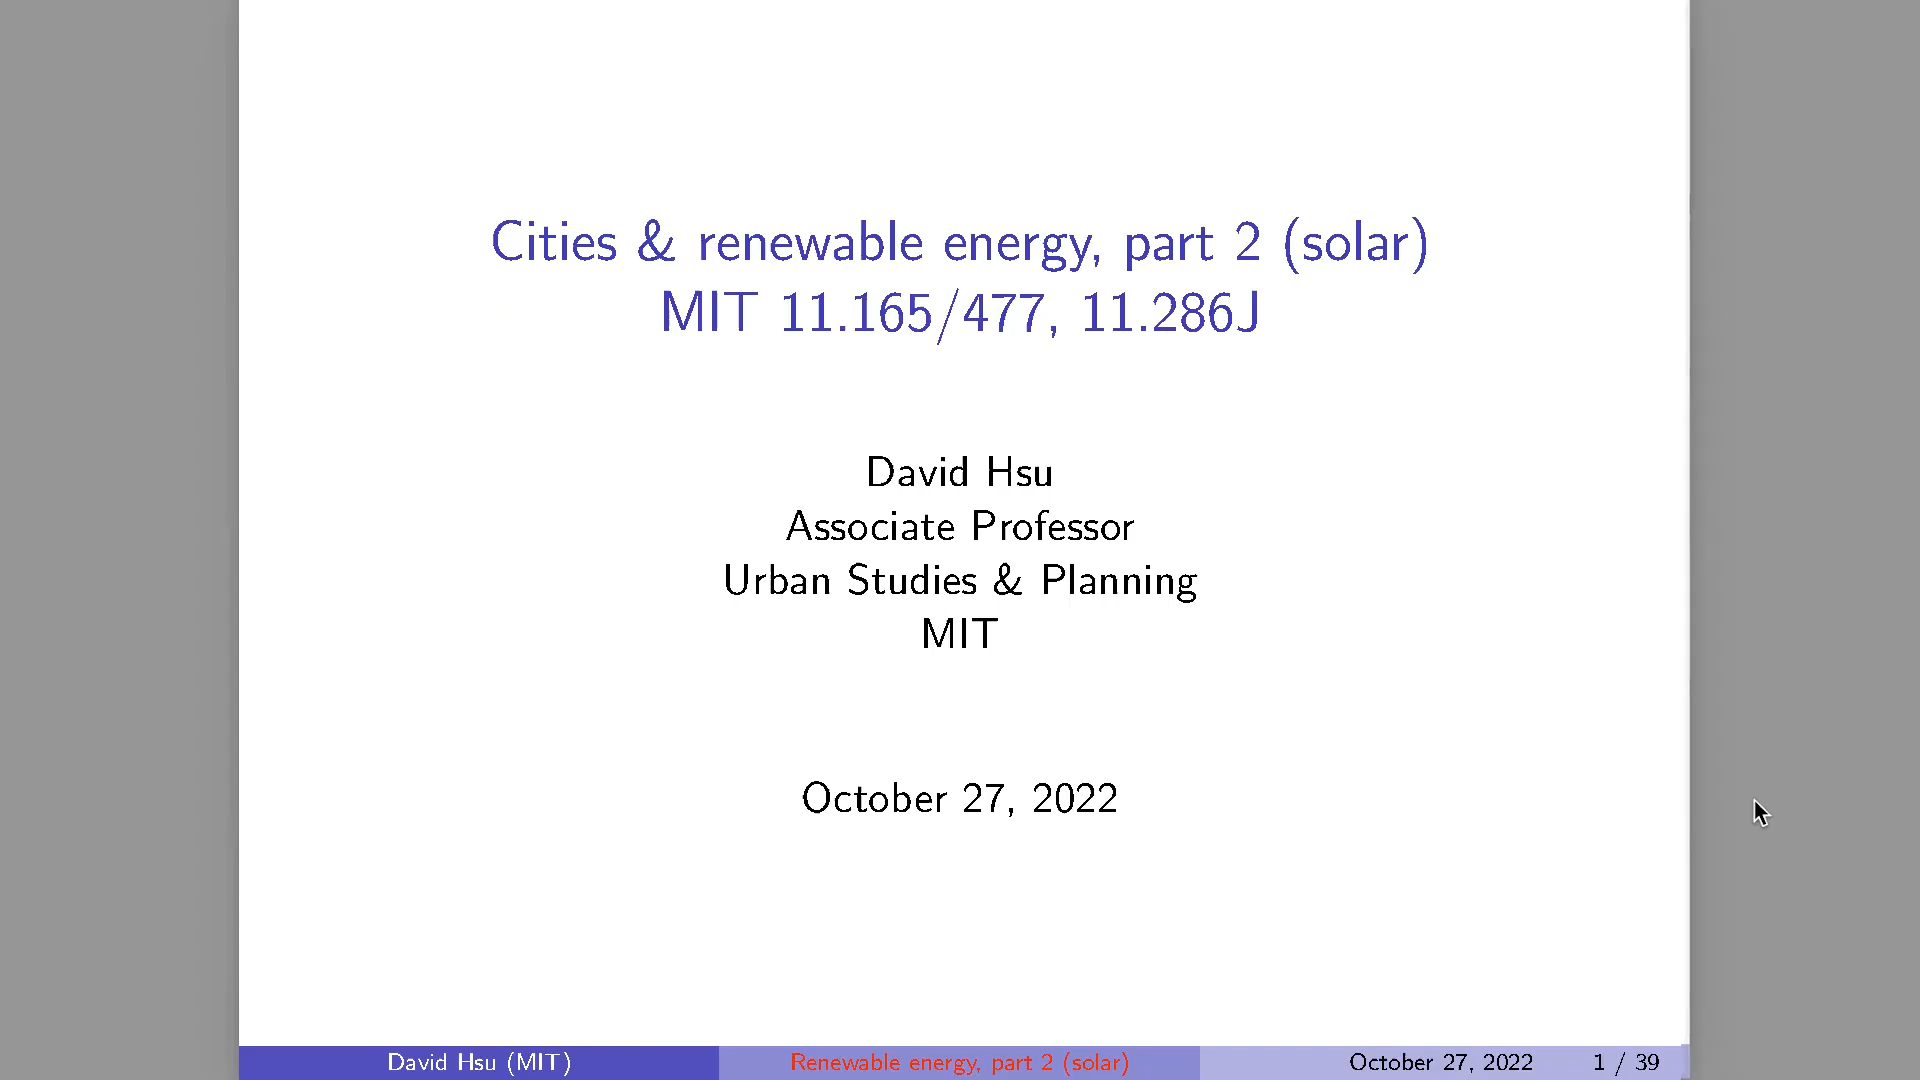 Cities & renewable energy, part 2 (solar)
MIT 11.165/477, 11.286J
David Hsu
Associate Professor
Urban Studies & Planning
MIT
October 27, 2022
David Hsu (MIT) Renewable energy, part 2 (solar) October 27, 2022 1 / 39